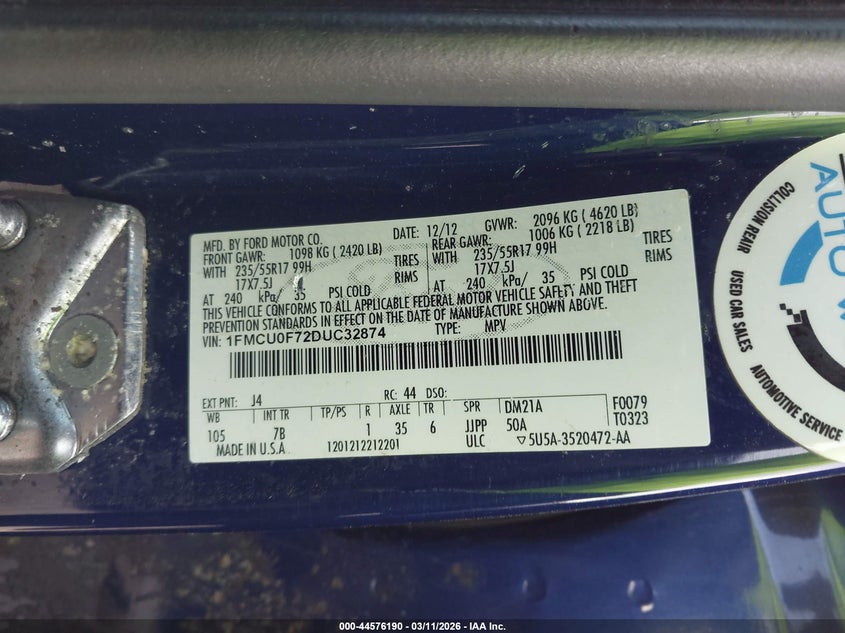 MFD. BY FORD MOTOR CO.
DATE: 12/12 GVWR: 2096 KG ( 4620 LB)
FRONT GAWR: 1098 KG ( 2420 LB)
REAR GAWR: 1006 KG ( 2218 LB)
WITH 235/55R17 99H TIRES
235/55R17 99H TIRES
17X7.5J RIMS
17X7.5J RIMS
AT 240 kPa/ 35 PSI COLD
AT 240 kPa/ 35 PSI COLD
THIS VEHICLE CONFORMS TO ALL APPLICABLE FEDERAL MOTOR VEHICLE SAFETY AND THEFT
PREVENTION STANDARDS IN EFFECT ON THE DATE OF MANUFACTURE SHOWN ABOVE.
VIN: 1FMCU0F72DUC32874 TYPE: MPV
EXT PNT: J4 RC: 44 DSO:
WB INT TR TP/PS R AXLE TR SPR DM21A F0079
105 7B 1 35 6 JJPP 50A T0323
MADE IN U.S.A. 1201212212201 ULC ▽5U5A-3520472-AA
COLLISION REPAIR
USED CAR SALES
AUTOMOTIVE SERVICE
AUTO
000-44576190 - 03/11/2026 - IAA Inc.